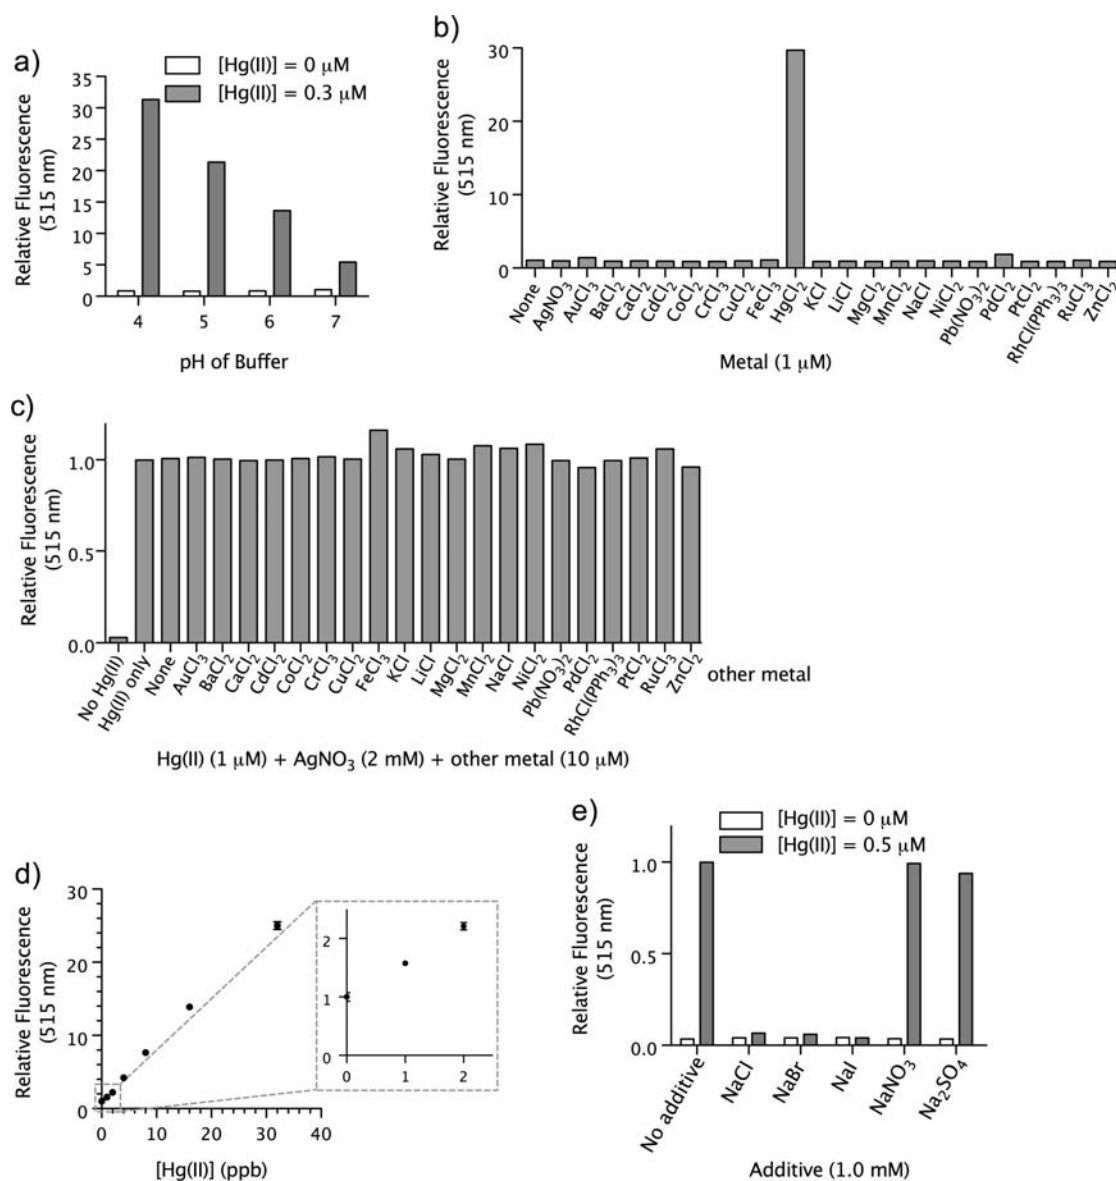 a)
[Hg(II)] = 0 μM
[Hg(II)] = 0.3 μM
Relative Fluorescence
(515 nm)
35
30
25
20
15
10
5
0
4 5 6 7
pH of Buffer
b)
Relative Fluorescence
(515 nm)
30
20
10
0
None
AgNO3
AuCl3
BaCl2
CaCl2
CdCl2
CoCl2
CrCl3
CuCl2
FeCl3
HgCl2
KCl
LiCl
MgCl2
MnCl2
NaCl
NiCl2
Pb(NO3)2
PdCl2
PtCl2
RhCl(PPh3)3
RuCl3
ZnCl2
Metal (1 μM)
c)
Relative Fluorescence
(515 nm)
1.0
0.5
0.0
No Hg(II)
Hg(II) only
None
AuCl3
BaCl2
CaCl2
CdCl2
CoCl2
CrCl3
CuCl2
FeCl3
KCl
LiCl
MgCl2
MnCl2
NaCl
NiCl2
Pb(NO3)2
PdCl2
RhCl(PPh3)3
PtCl2
RuCl3
ZnCl2
other metal
Hg(II) (1 μM) + AgNO3 (2 mM) + other metal (10 μM)
d)
Relative Fluorescence
(515 nm)
30
20
10
0
0 10 20 30 40
[Hg(II)] (ppb)
2
1
0
0 1 2
e)
[Hg(II)] = 0 μM
[Hg(II)] = 0.5 μM
Relative Fluorescence
(515 nm)
1.0
0.5
0
No additive
NaCl
NaBr
NaI
NaNO3
Na2SO4
Additive (1.0 mM)